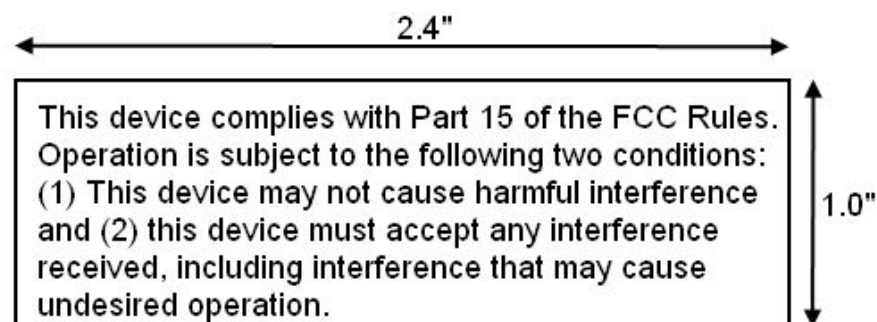 2.4"
This device complies with Part 15 of the FCC Rules.
Operation is subject to the following two conditions:
(1) This device may not cause harmful interference
and (2) this device must accept any interference
received, including interference that may cause
undesired operation.
1.0"